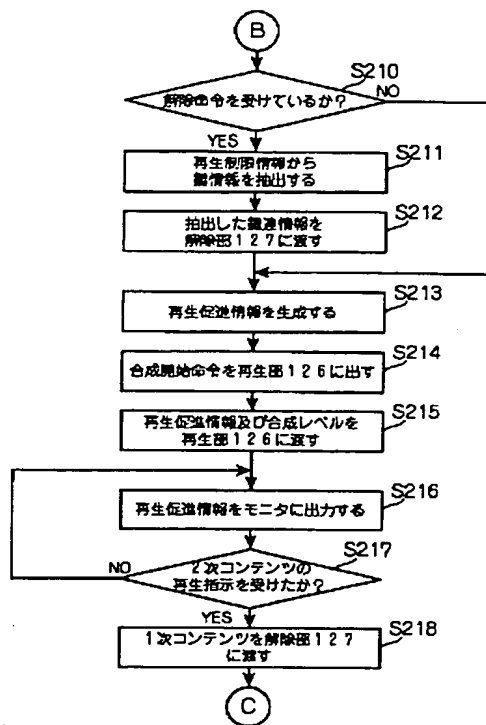 B
S210
解除命令を受けているか？
NO
YES
S211
再生制限情報から
鍵情報を抽出する
S212
抽出した鍵連情報を
解除部127に渡す
S213
再生促進情報を生成する
S214
合成開始命令を再生部126に出す
S215
再生促進情報及び合成レベルを
再生部126に渡す
S216
再生促進情報をモニタに出力する
S217
2次コンテンツの
再生指示を受けたか？
NO
YES
S218
1次コンテンツを解除部127
に渡す
C